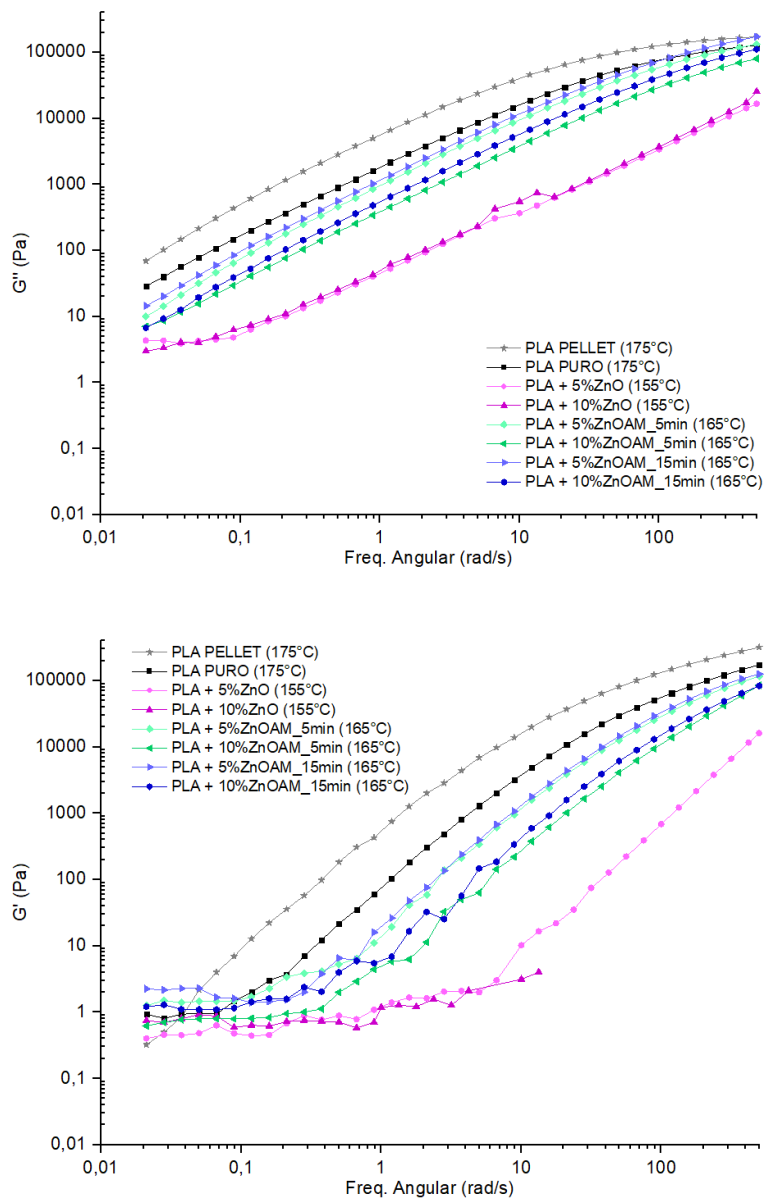 100000
10000
1000
100
10
1
0,1
0,01
G'' (Pa)
PLA PELLET (175°C)
PLA PURO (175°C)
PLA + 5%ZnO (155°C)
PLA + 10%ZnO (155°C)
PLA + 5%ZnOAM_5min (165°C)
PLA + 10%ZnOAM_5min (165°C)
PLA + 5%ZnOAM_15min (165°C)
PLA + 10%ZnOAM_15min (165°C)
0,01 0,1 1 10 100
Freq. Angular (rad/s)
PLA PELLET (175°C)
PLA PURO (175°C)
PLA + 5%ZnO (155°C)
PLA + 10%ZnO (155°C)
PLA + 5%ZnOAM_5min (165°C)
PLA + 10%ZnOAM_5min (165°C)
PLA + 5%ZnOAM_15min (165°C)
PLA + 10%ZnOAM_15min (165°C)
100000
10000
1000
100
10
1
0,1
0,01
G' (Pa)
0,01 0,1 1 10 100
Freq. Angular (rad/s)